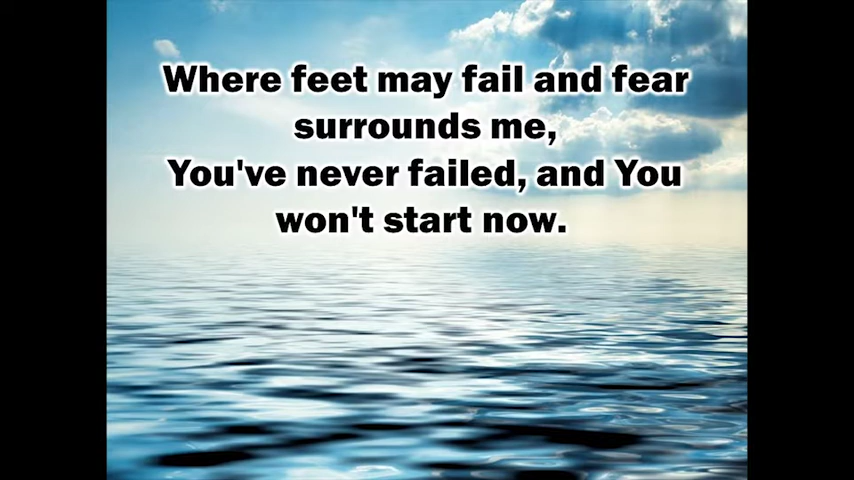 Where feet may fail and fear
surrounds me,
You've never failed, and You
won't start now.